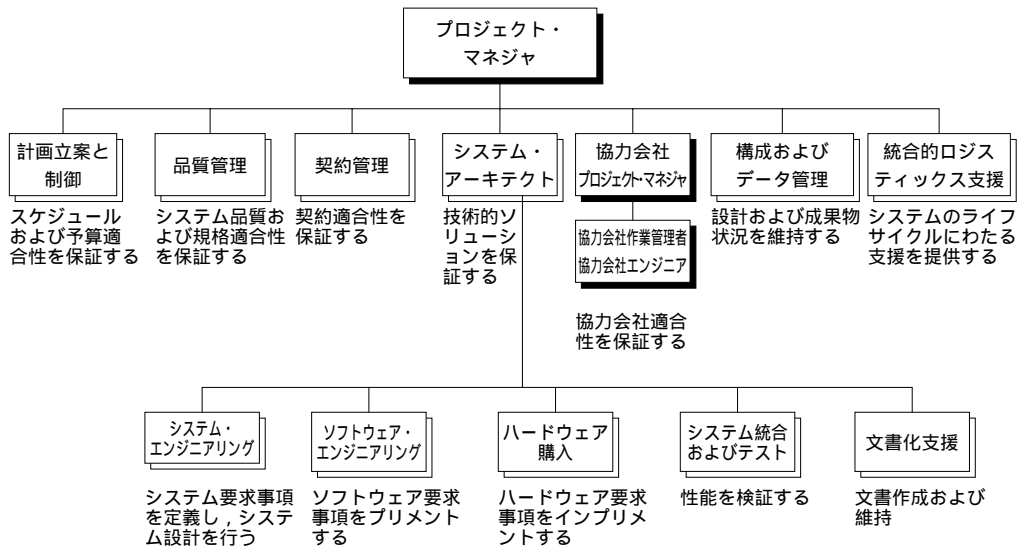 プロジェクト・
マネジャ
計画立案と
制御
スケジュール
および予算適
合性を保証する
品質管理
システム品質お
よび規格適合性
を保証する
契約管理
契約適合性を
保証する
システム・
アーキテクト
技術的ソ
リューシ
ョンを保
証する
協力会社
プロジェクト・マネジャ
協力会社作業管理者
協力会社エンジニア
協力会社適合
性を保証する
構成および
データ管理
設計および成果物
状況を維持する
統合的ロジス
ティックス支援
システムのライフ
サイクルにわたる
支援を提供する
システム・
エンジニアリング
システム要求事項
を定義し，システ
ム設計を行う
ソフトウェア・
エンジニアリング
ソフトウェア要求
事項をプリメント
する
ハードウェア
購入
ハードウェア要求
事項をインプリメ
ントする
システム統合
およびテスト
性能を検証する
文書化支援
文書作成および
維持